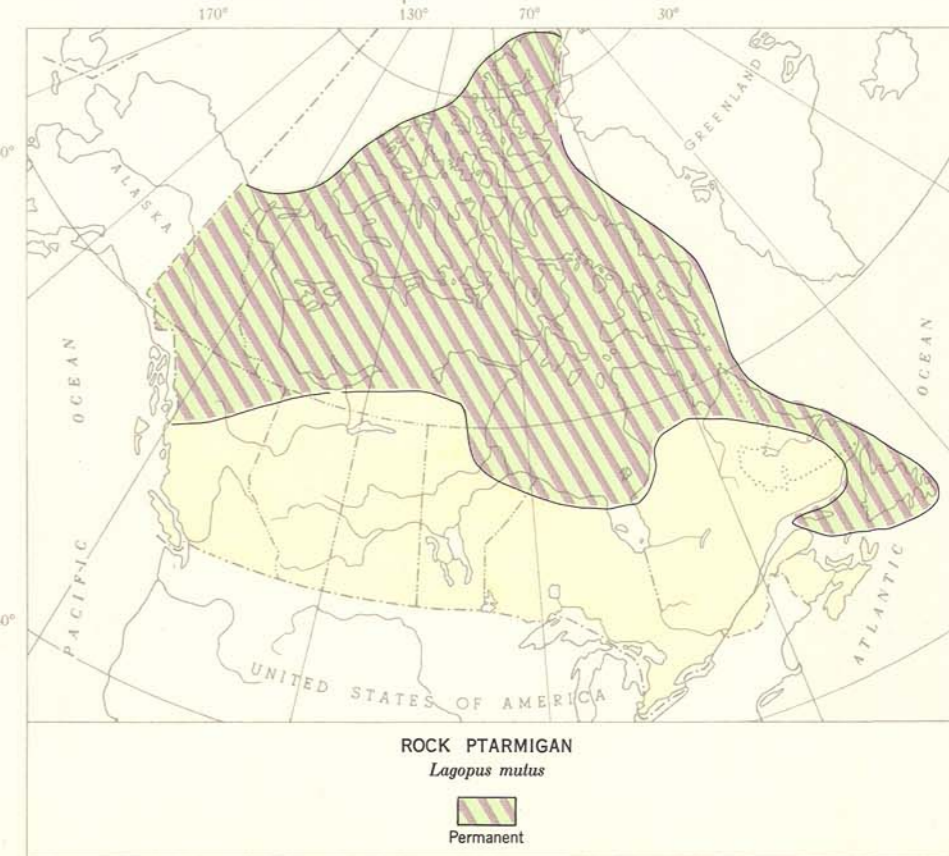 170° 130° 70° 30°
GREENLAND
ALASKA
PACIFIC OCEAN
ATLANTIC OCEAN
UNITED STATES OF AMERICA
ROCK PTARMIGAN
Lagopus mutus
Permanent